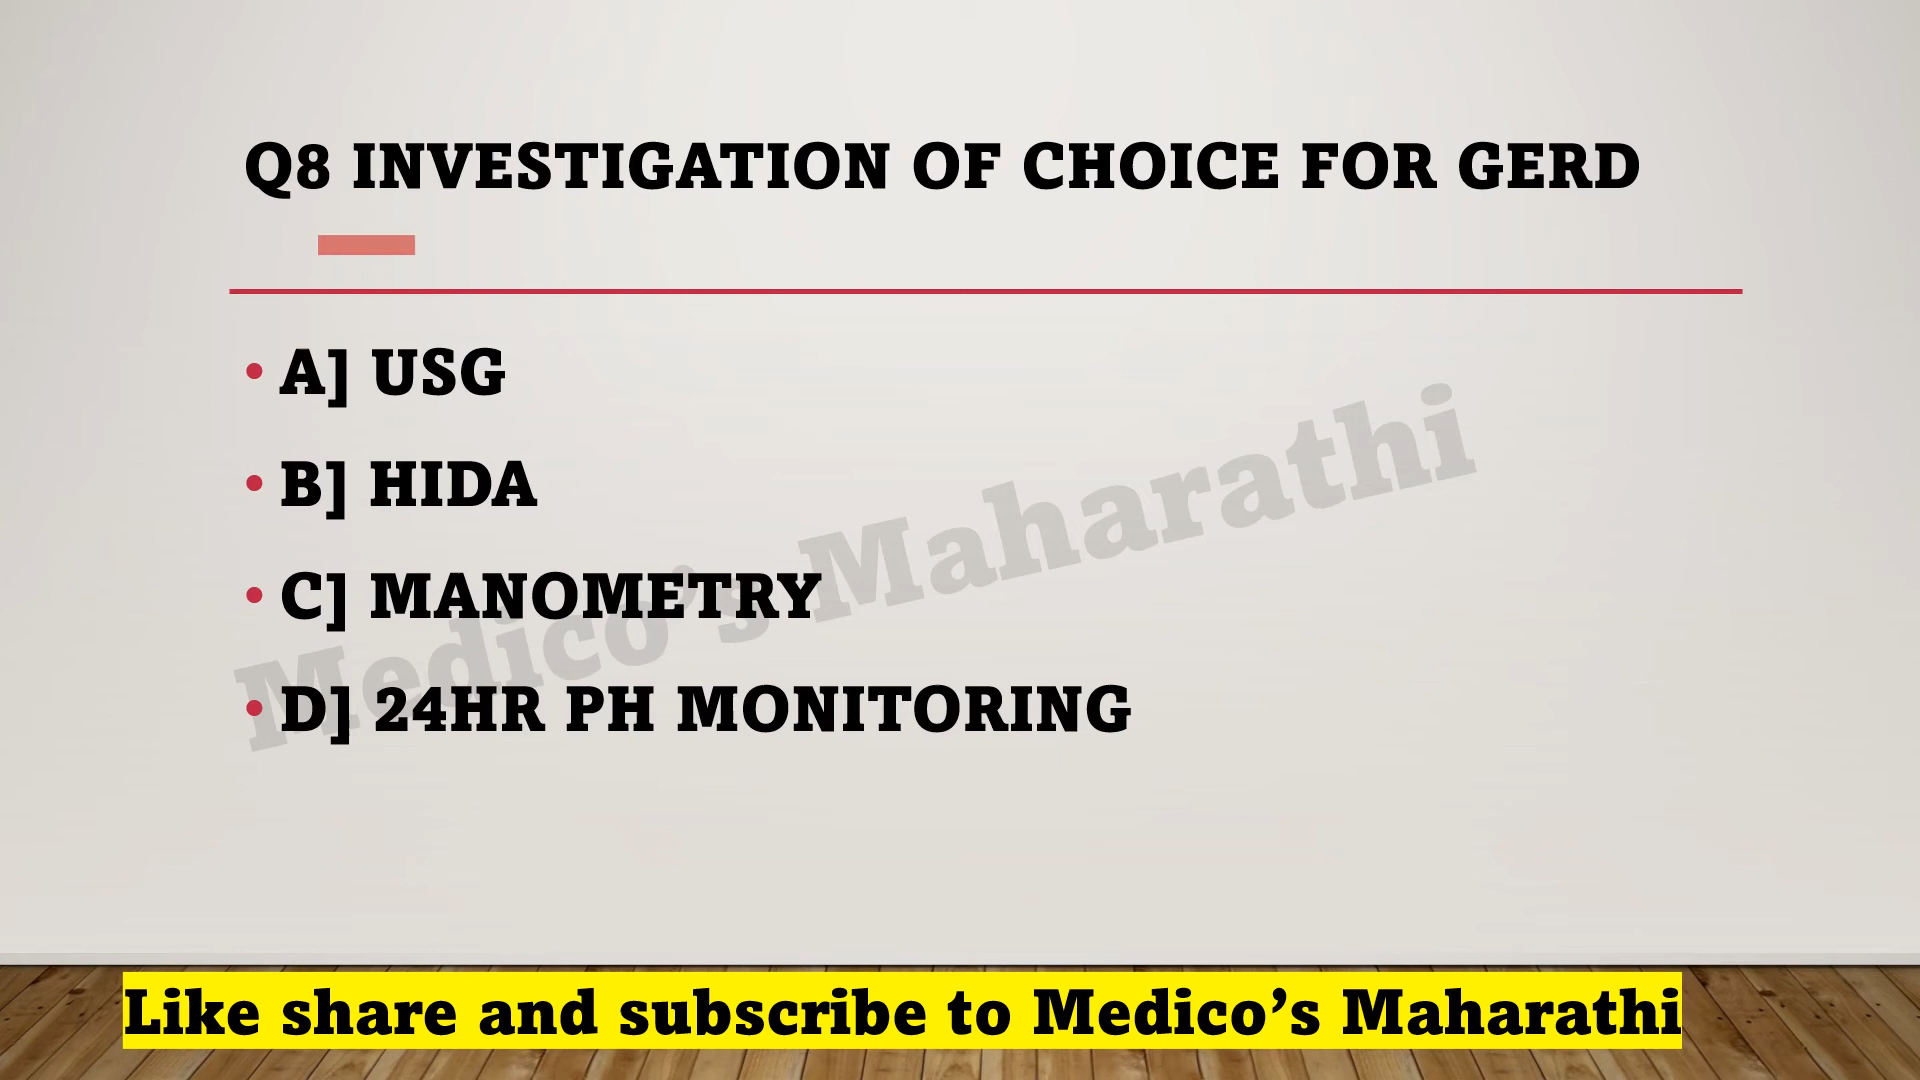 Q8 INVESTIGATION OF CHOICE FOR GERD
• A] USG
• B] HIDA
• C] MANOMETRY
• D] 24HR PH MONITORING
Medico’s Maharathi
Like share and subscribe to Medico’s Maharathi